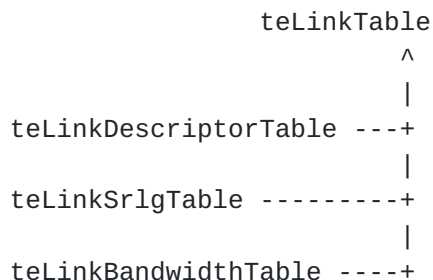 teLinkTable
^
|
teLinkDescriptorTable ---+
|
teLinkSrlgTable ---------+
|
teLinkBandwidthTable ----+